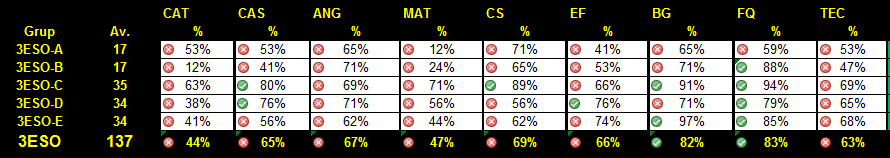 CAT CAS ANG MAT CS EF BG FQ TEC
Grup Av. % % % % % % % % %
3ESO-A 17 53% 53% 65% 12% 71% 41% 65% 59% 53%
3ESO-B 17 12% 41% 71% 24% 65% 53% 71% 88% 47%
3ESO-C 35 63% 80% 69% 71% 89% 66% 91% 94% 69%
3ESO-D 34 38% 76% 71% 56% 56% 76% 71% 79% 65%
3ESO-E 34 41% 56% 62% 44% 62% 74% 97% 85% 68%
3ESO 137 44% 65% 67% 47% 69% 66% 82% 83% 63%